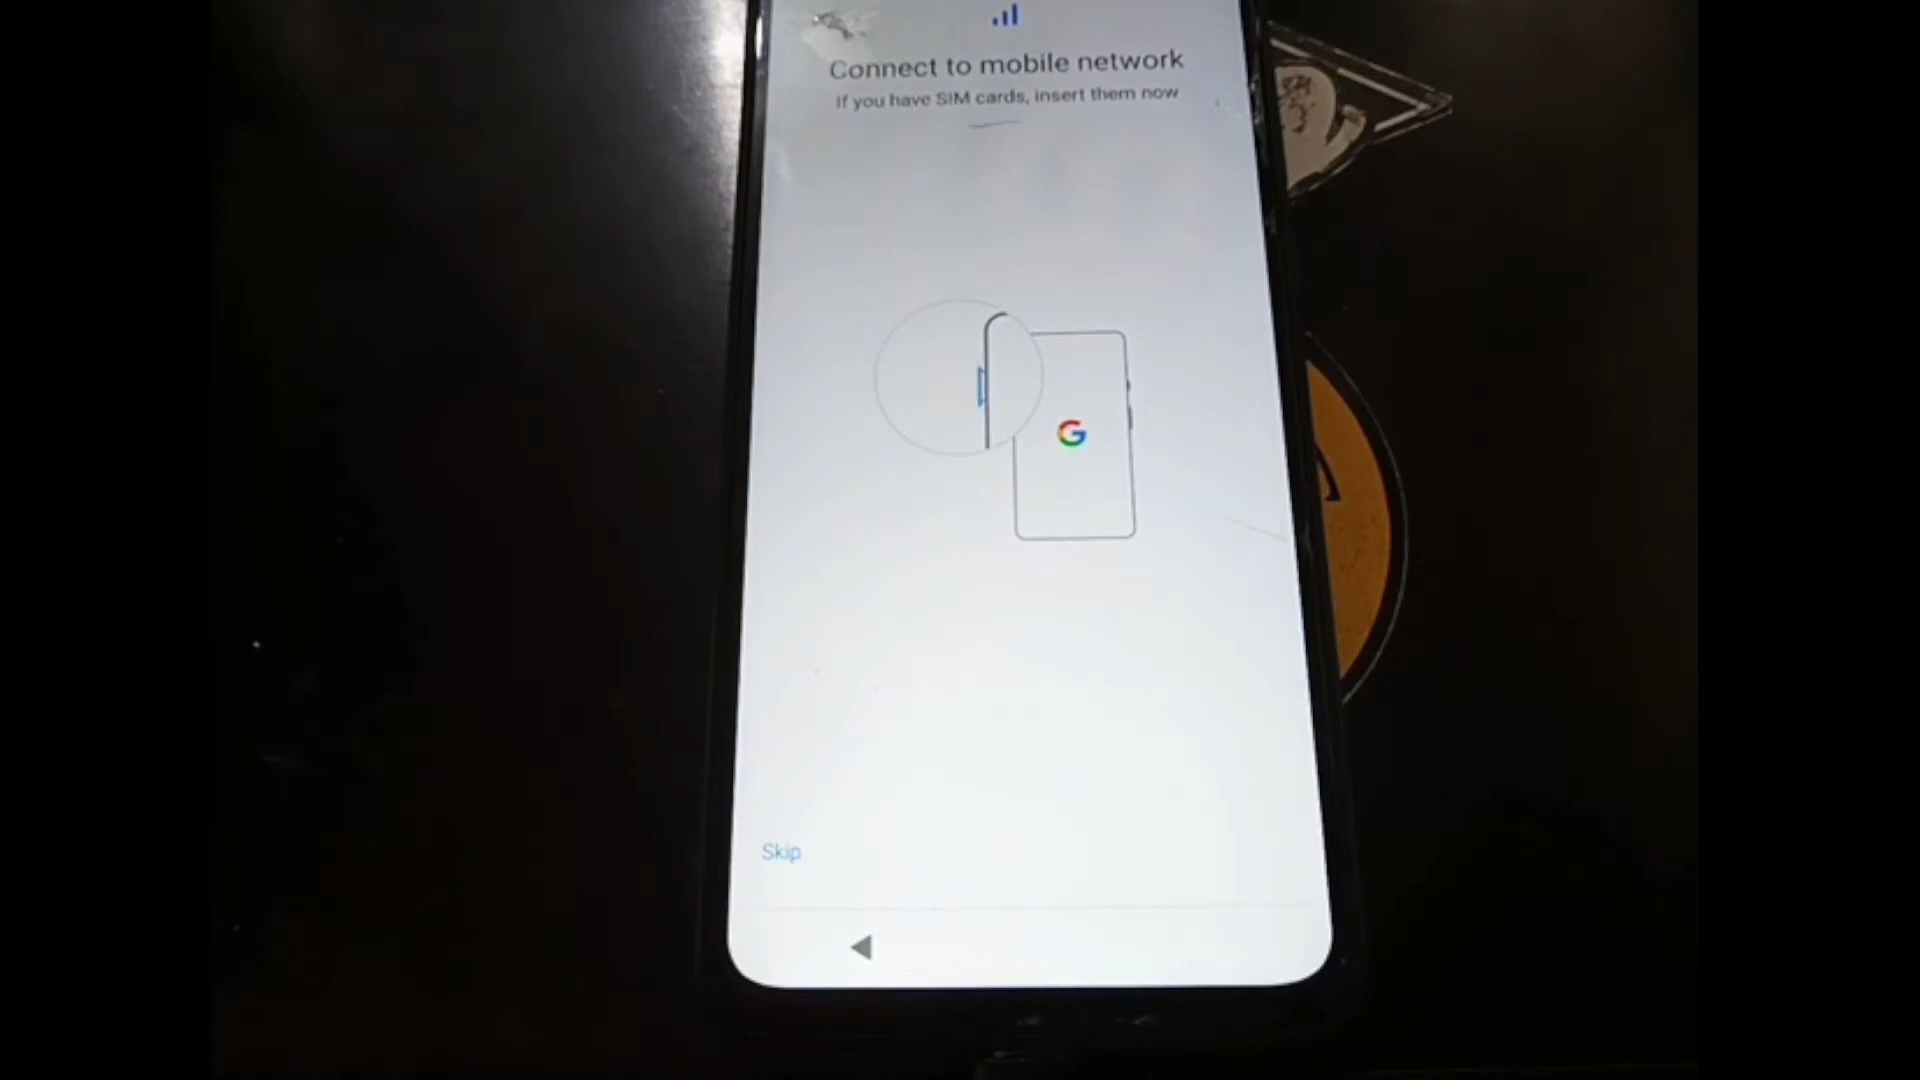 Connect to mobile network
If you have SIM cards, insert them now
G
Skip